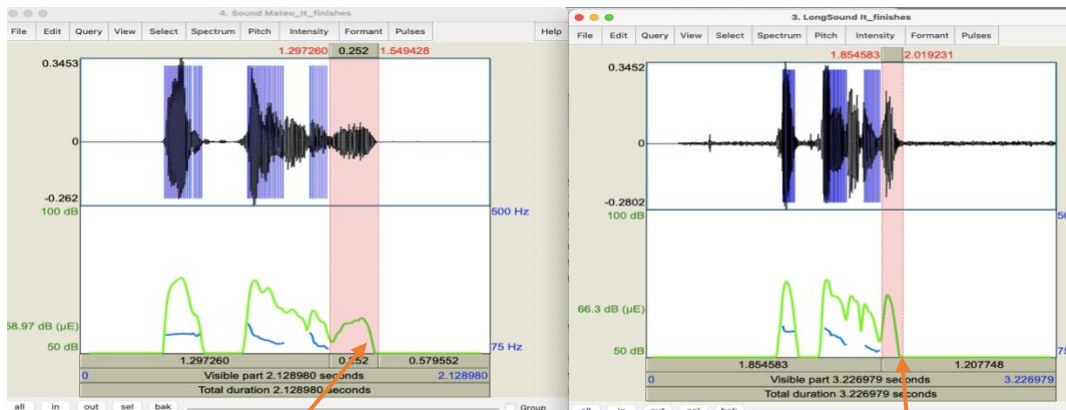 4. Sound Mateo_It_finishes
File Edit Query View Select Spectrum Pitch Intensity Formant Pulses Help
1.297260 0.252 1.549428
0.3453
0
-0.262
100 dB
500 Hz
58.97 dB (µE)
50 dB
75 Hz
1.297260 0.252 0.579552
0 Visible part 2.128980 seconds 2.128980
Total duration 2.128980 seconds
all in out sel bak Group
3. LongSound It_finishes
File Edit Query View Select Spectrum Pitch Intensity Formant Pulses
1.854583 2.019231
0.3452
0
-0.2802
100 dB
66.3 dB (µE)
50 dB
1.854583 1.207748
0 Visible part 3.226979 seconds 3.226979
Total duration 3.226979 seconds